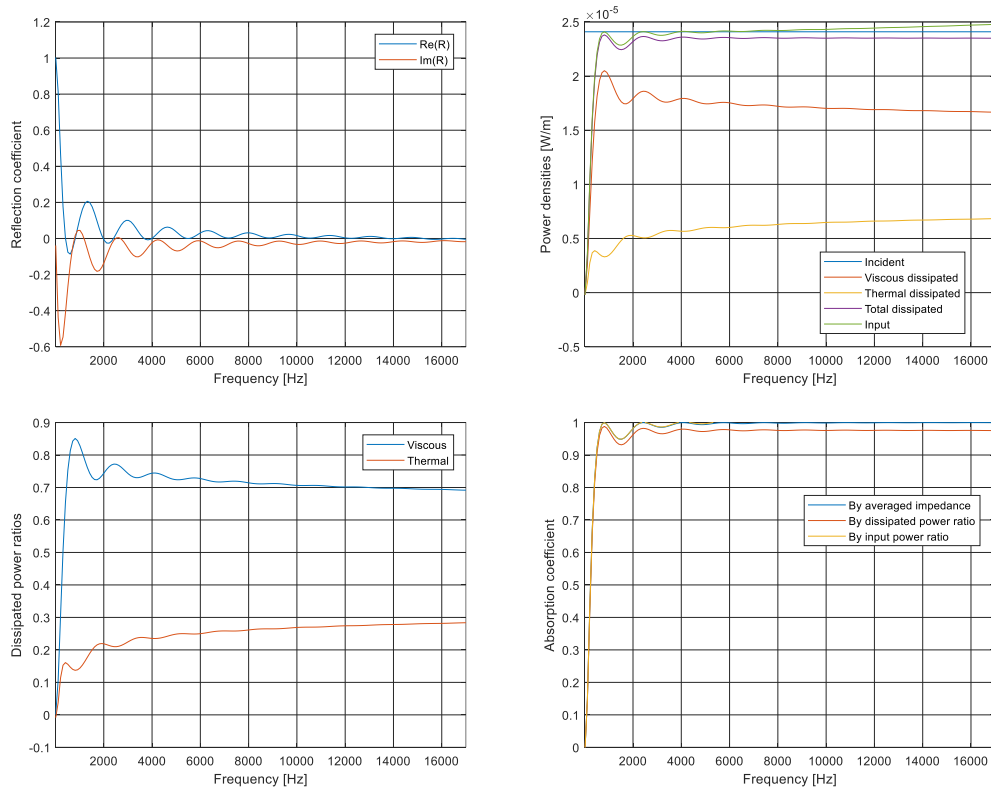 1.2
1
0.8
0.6
0.4
0.2
0
-0.2
-0.4
-0.6
Reflection coefficient
Re(R)
Im(R)
2000 4000 6000 8000 10000 12000 14000 16000
Frequency [Hz]
×10⁻⁵
2.5
2
1.5
1
0.5
0
-0.5
Power densities [W/m]
Incident
Viscous dissipated
Thermal dissipated
Total dissipated
Input
2000 4000 6000 8000 10000 12000 14000 16000
Frequency [Hz]
0.9
0.8
0.7
0.6
0.5
0.4
0.3
0.2
0.1
0
-0.1
Dissipated power ratios
Viscous
Thermal
2000 4000 6000 8000 10000 12000 14000 16000
Frequency [Hz]
1
0.9
0.8
0.7
0.6
0.5
0.4
0.3
0.2
0.1
0
Absorption coefficient
By averaged impedance
By dissipated power ratio
By input power ratio
2000 4000 6000 8000 10000 12000 14000 16000
Frequency [Hz]